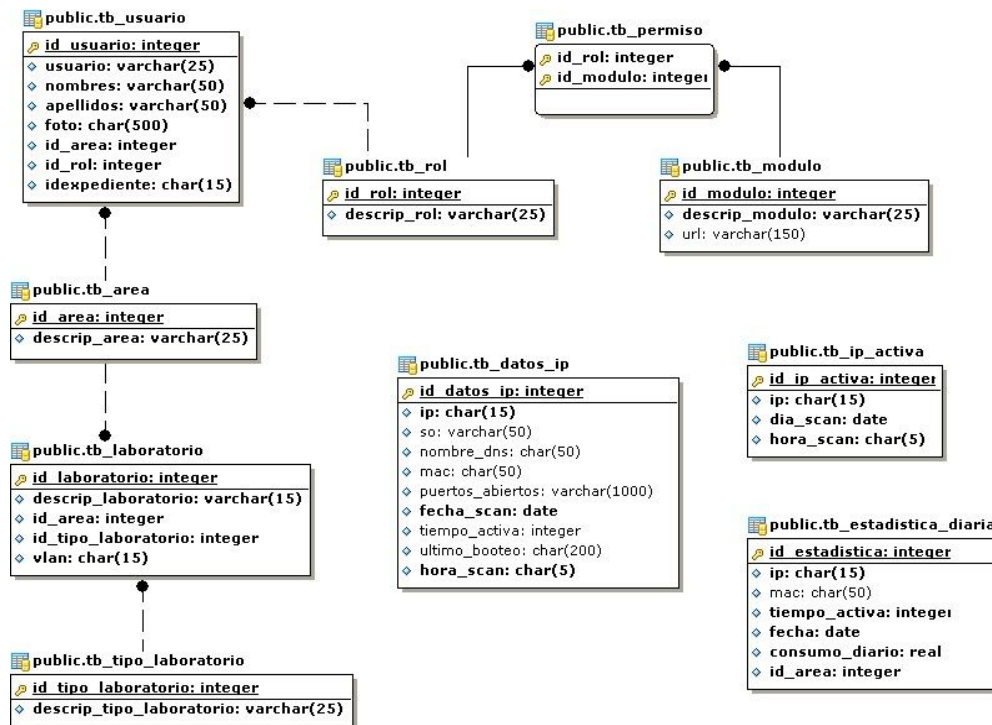 public.tb_usuario
id_usuario: integer
usuario: varchar(25)
nombres: varchar(50)
apellidos: varchar(50)
foto: char(500)
id_area: integer
id_rol: integer
idexpediente: char(15)
public.tb_permiso
id_rol: integer
id_modulo: integer
public.tb_rol
id_rol: integer
descrip_rol: varchar(25)
public.tb_modulo
id_modulo: integer
descrip_modulo: varchar(25)
url: varchar(150)
public.tb_area
id_area: integer
descrip_area: varchar(25)
public.tb_datos_ip
id_datos_ip: integer
ip: char(15)
so: varchar(50)
nombre_dns: char(50)
mac: char(50)
puertos_abiertos: varchar(1000)
fecha_scan: date
tiempo_activa: integer
ultimo_booteo: char(200)
hora_scan: char(5)
public.tb_ip_activa
id_ip_activa: integer
ip: char(15)
dia_scan: date
hora_scan: char(5)
public.tb_laboratorio
id_laboratorio: integer
descrip_laboratorio: varchar(15)
id_area: integer
id_tipo_laboratorio: integer
vlan: char(15)
public.tb_estadistica_diaria
id_estadistica: integer
ip: char(15)
mac: char(50)
tiempo_activa: integer
fecha: date
consumo_diario: real
id_area: integer
public.tb_tipo_laboratorio
id_tipo_laboratorio: integer
descrip_tipo_laboratorio: varchar(25)